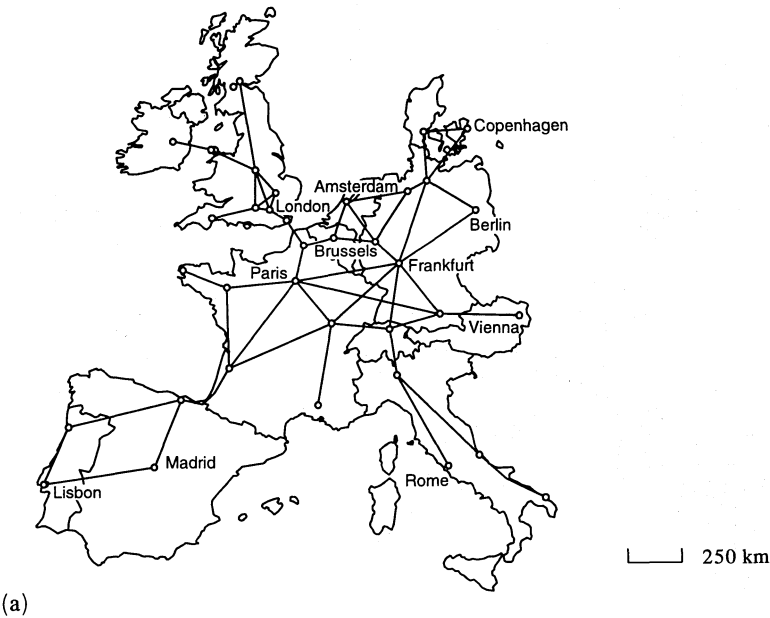 Copenhagen
Amsterdam
London
Berlin
Brussels
Paris
Frankfurt
Vienna
Madrid
Rome
Lisbon
250 km
(a)